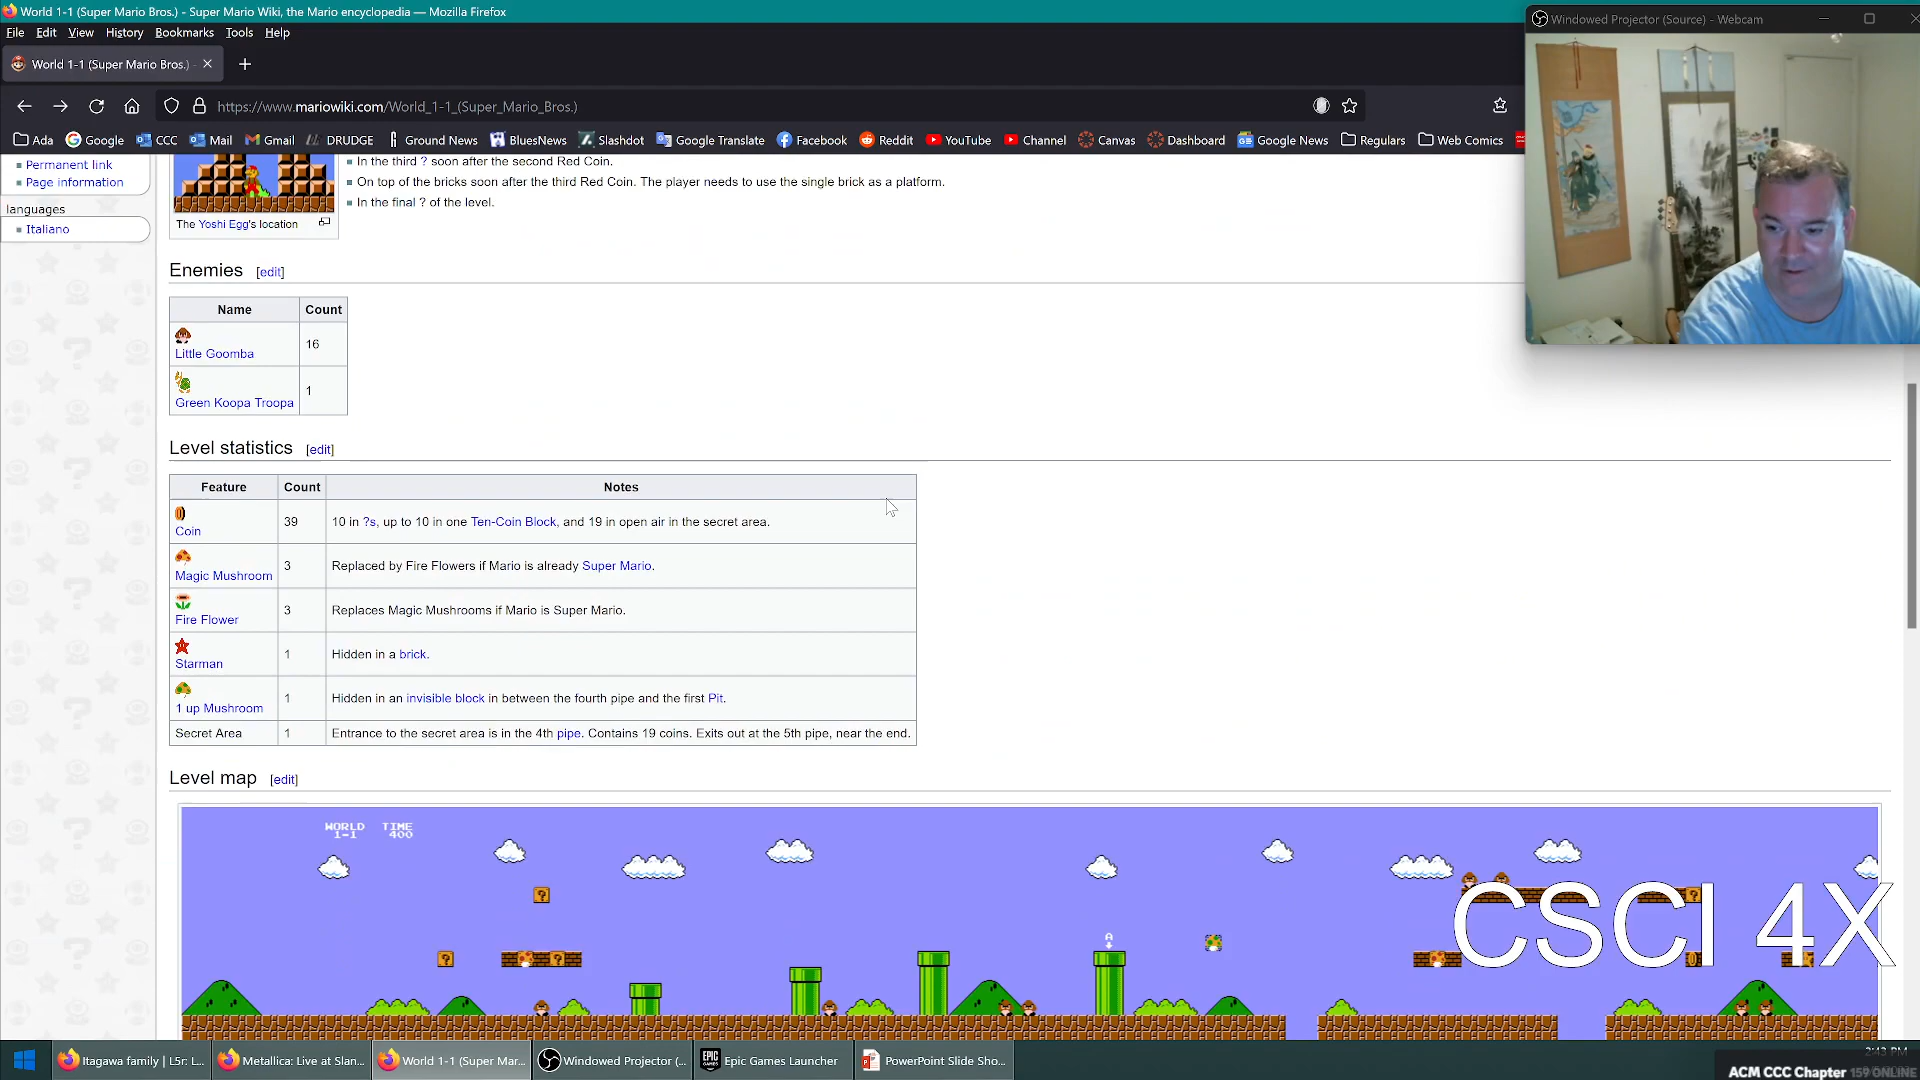 World 1-1 (Super Mario Bros.) - Super Mario Wiki, the Mario encyclopedia — Mozilla Firefox
File Edit View History Bookmarks Tools Help
World 1-1 (Super Mario Bros.) -
https://www.mariowiki.com/World_1-1_(Super_Mario_Bros.)
Ada Google CCC Mail Gmail DRUDGE Ground News BluesNews Slashdot Google Translate Facebook Reddit YouTube Channel Canvas Dashboard Google News Regulars Web Comics
Windowed Projector (Source) - Webcam
Permanent link
Page information
languages
Italiano
In the third ? soon after the second Red Coin.
On top of the bricks soon after the third Red Coin. The player needs to use the single brick as a platform.
In the final ? of the level.
The Yoshi Egg's location
Enemies [edit]
Name Count
Little Goomba 16
Green Koopa Troopa 1
Level statistics [edit]
Feature Count Notes
Coin 39 10 in ?s, up to 10 in one Ten-Coin Block, and 19 in open air in the secret area.
Magic Mushroom 3 Replaced by Fire Flowers if Mario is already Super Mario.
Fire Flower 3 Replaces Magic Mushrooms if Mario is Super Mario.
Starman 1 Hidden in a brick.
1 up Mushroom 1 Hidden in an invisible block in between the fourth pipe and the first Pit.
Secret Area 1 Entrance to the secret area is in the 4th pipe. Contains 19 coins. Exits out at the 5th pipe, near the end.
Level map [edit]
WORLD TIME
1-1 400
A
CSCI 4X
Itagawa family | L5r: L... Metallica: Live at Slan... World 1-1 (Super Mar... Windowed Projector (... Epic Games Launcher PowerPoint Slide Sho...
2:43 PM
ACM CCC Chapter 159 ONLINE